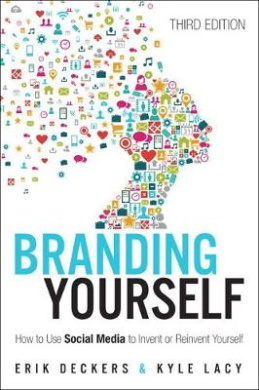 THIRD EDITION
BRANDING
YOURSELF
How to Use Social Media to Invent or Reinvent Yourself
ERIK DECKERS & KYLE LACY